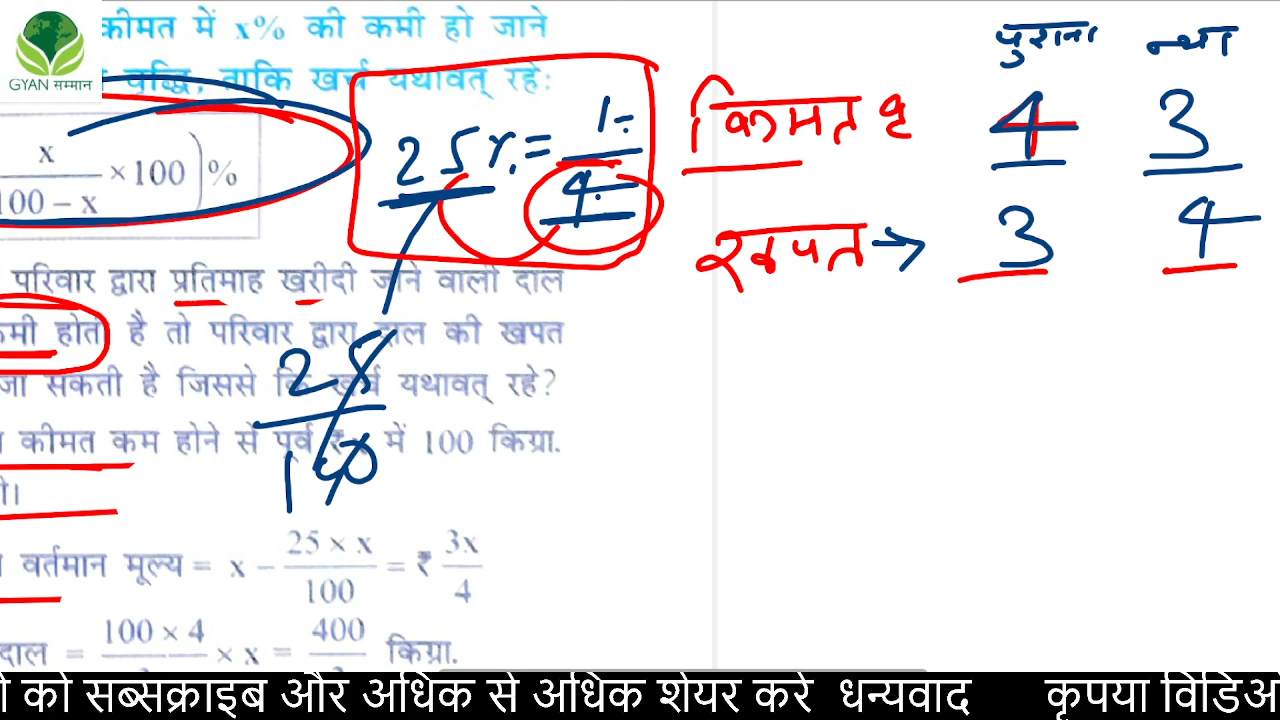 GYAN सम्मान
कीमत में x% की कमी हो जाने
वृद्धि, ताकि खर्च यथावत् रहे:
x
100 – x
×100
%
25 % = 1
4
किमत
पुराना नया
4 3
खपत → 3 4
परिवार द्वारा प्रतिमाह खरीदी जाने वाली दाल
कमी होती है तो परिवार द्वारा दाल की खपत
जा सकती है जिससे कि खर्च यथावत् रहे?
कीमत कम होने से पूर्व ₹ में 100 किग्रा.
25
100
वर्तमान मूल्य = x – 25 × x
100
= ₹ 3x
4
दाल = 100 × 4
× x = 400
किग्रा.
को सब्सक्राइब और अधिक से अधिक शेयर करें धन्यवाद कृपया विडिअ